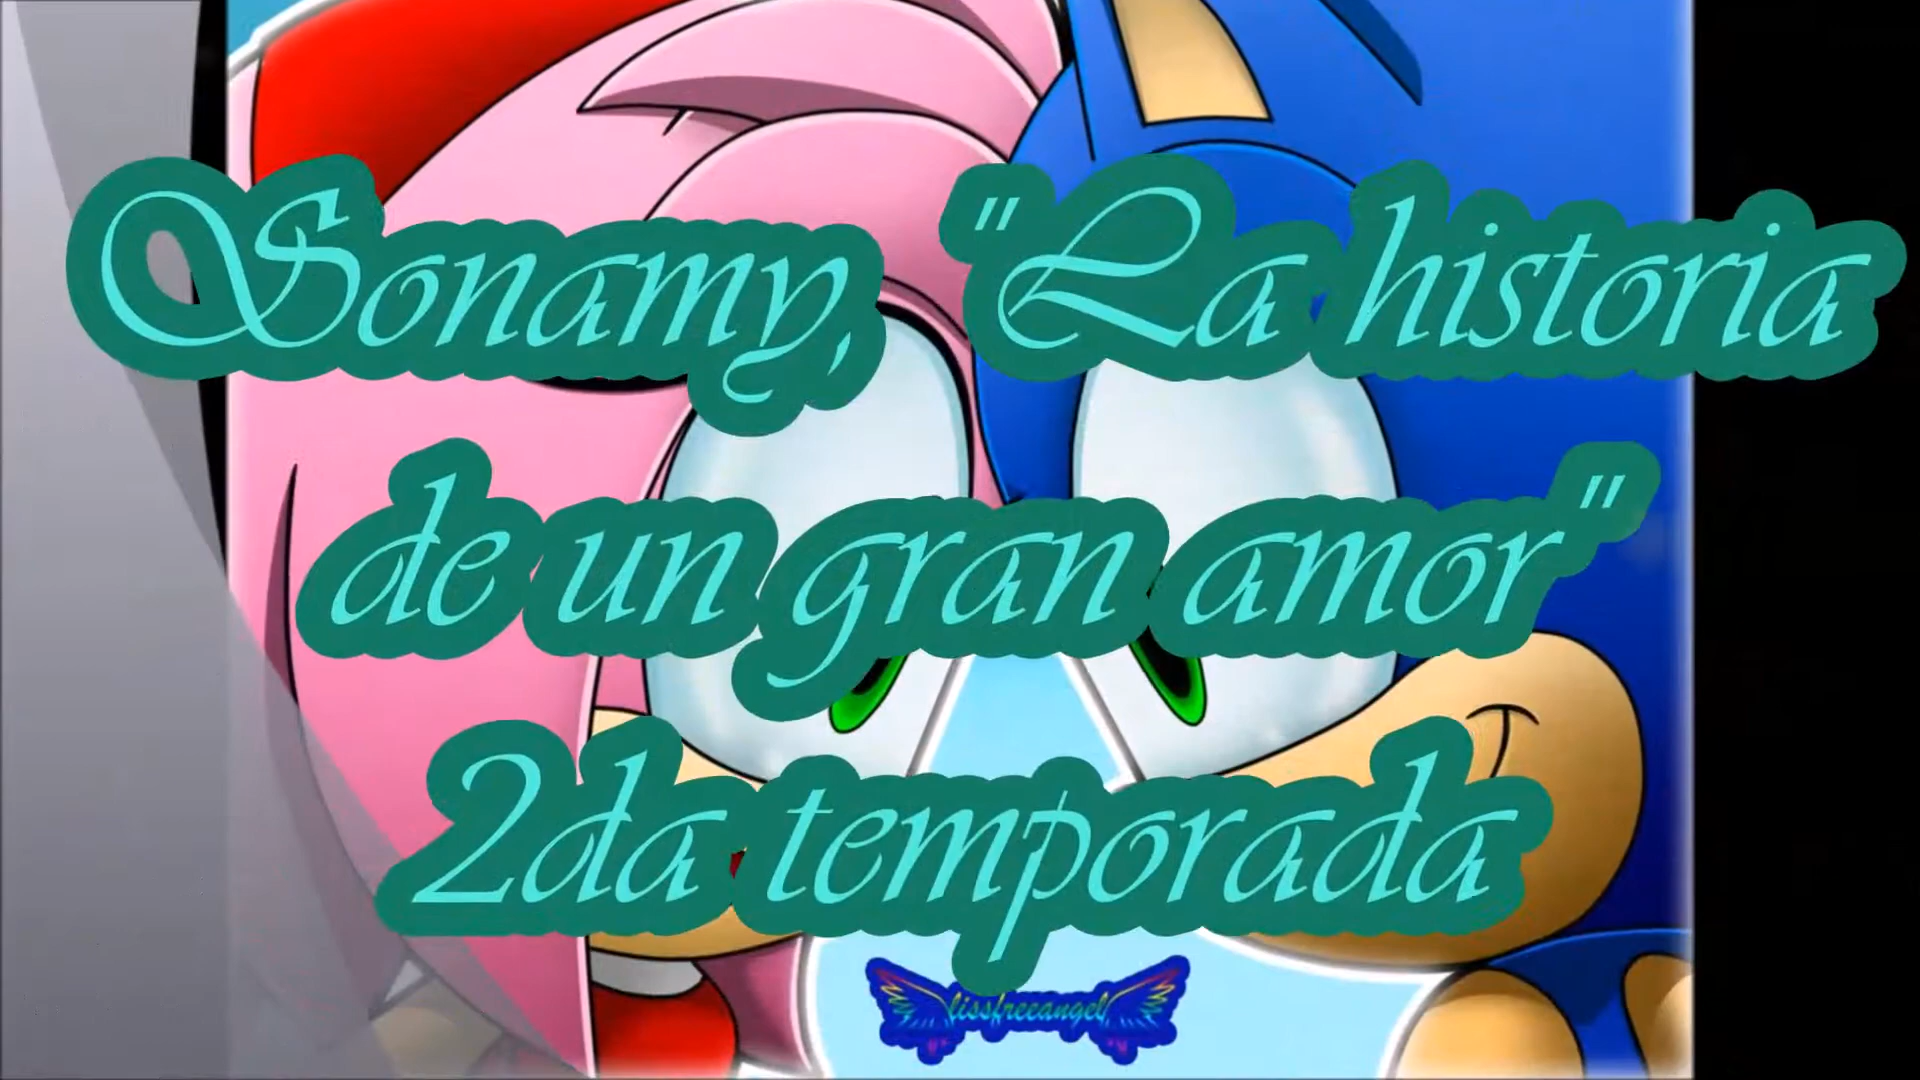 Sonamy, "La historia
de un gran amor"
2da temporada
lissfreeangel